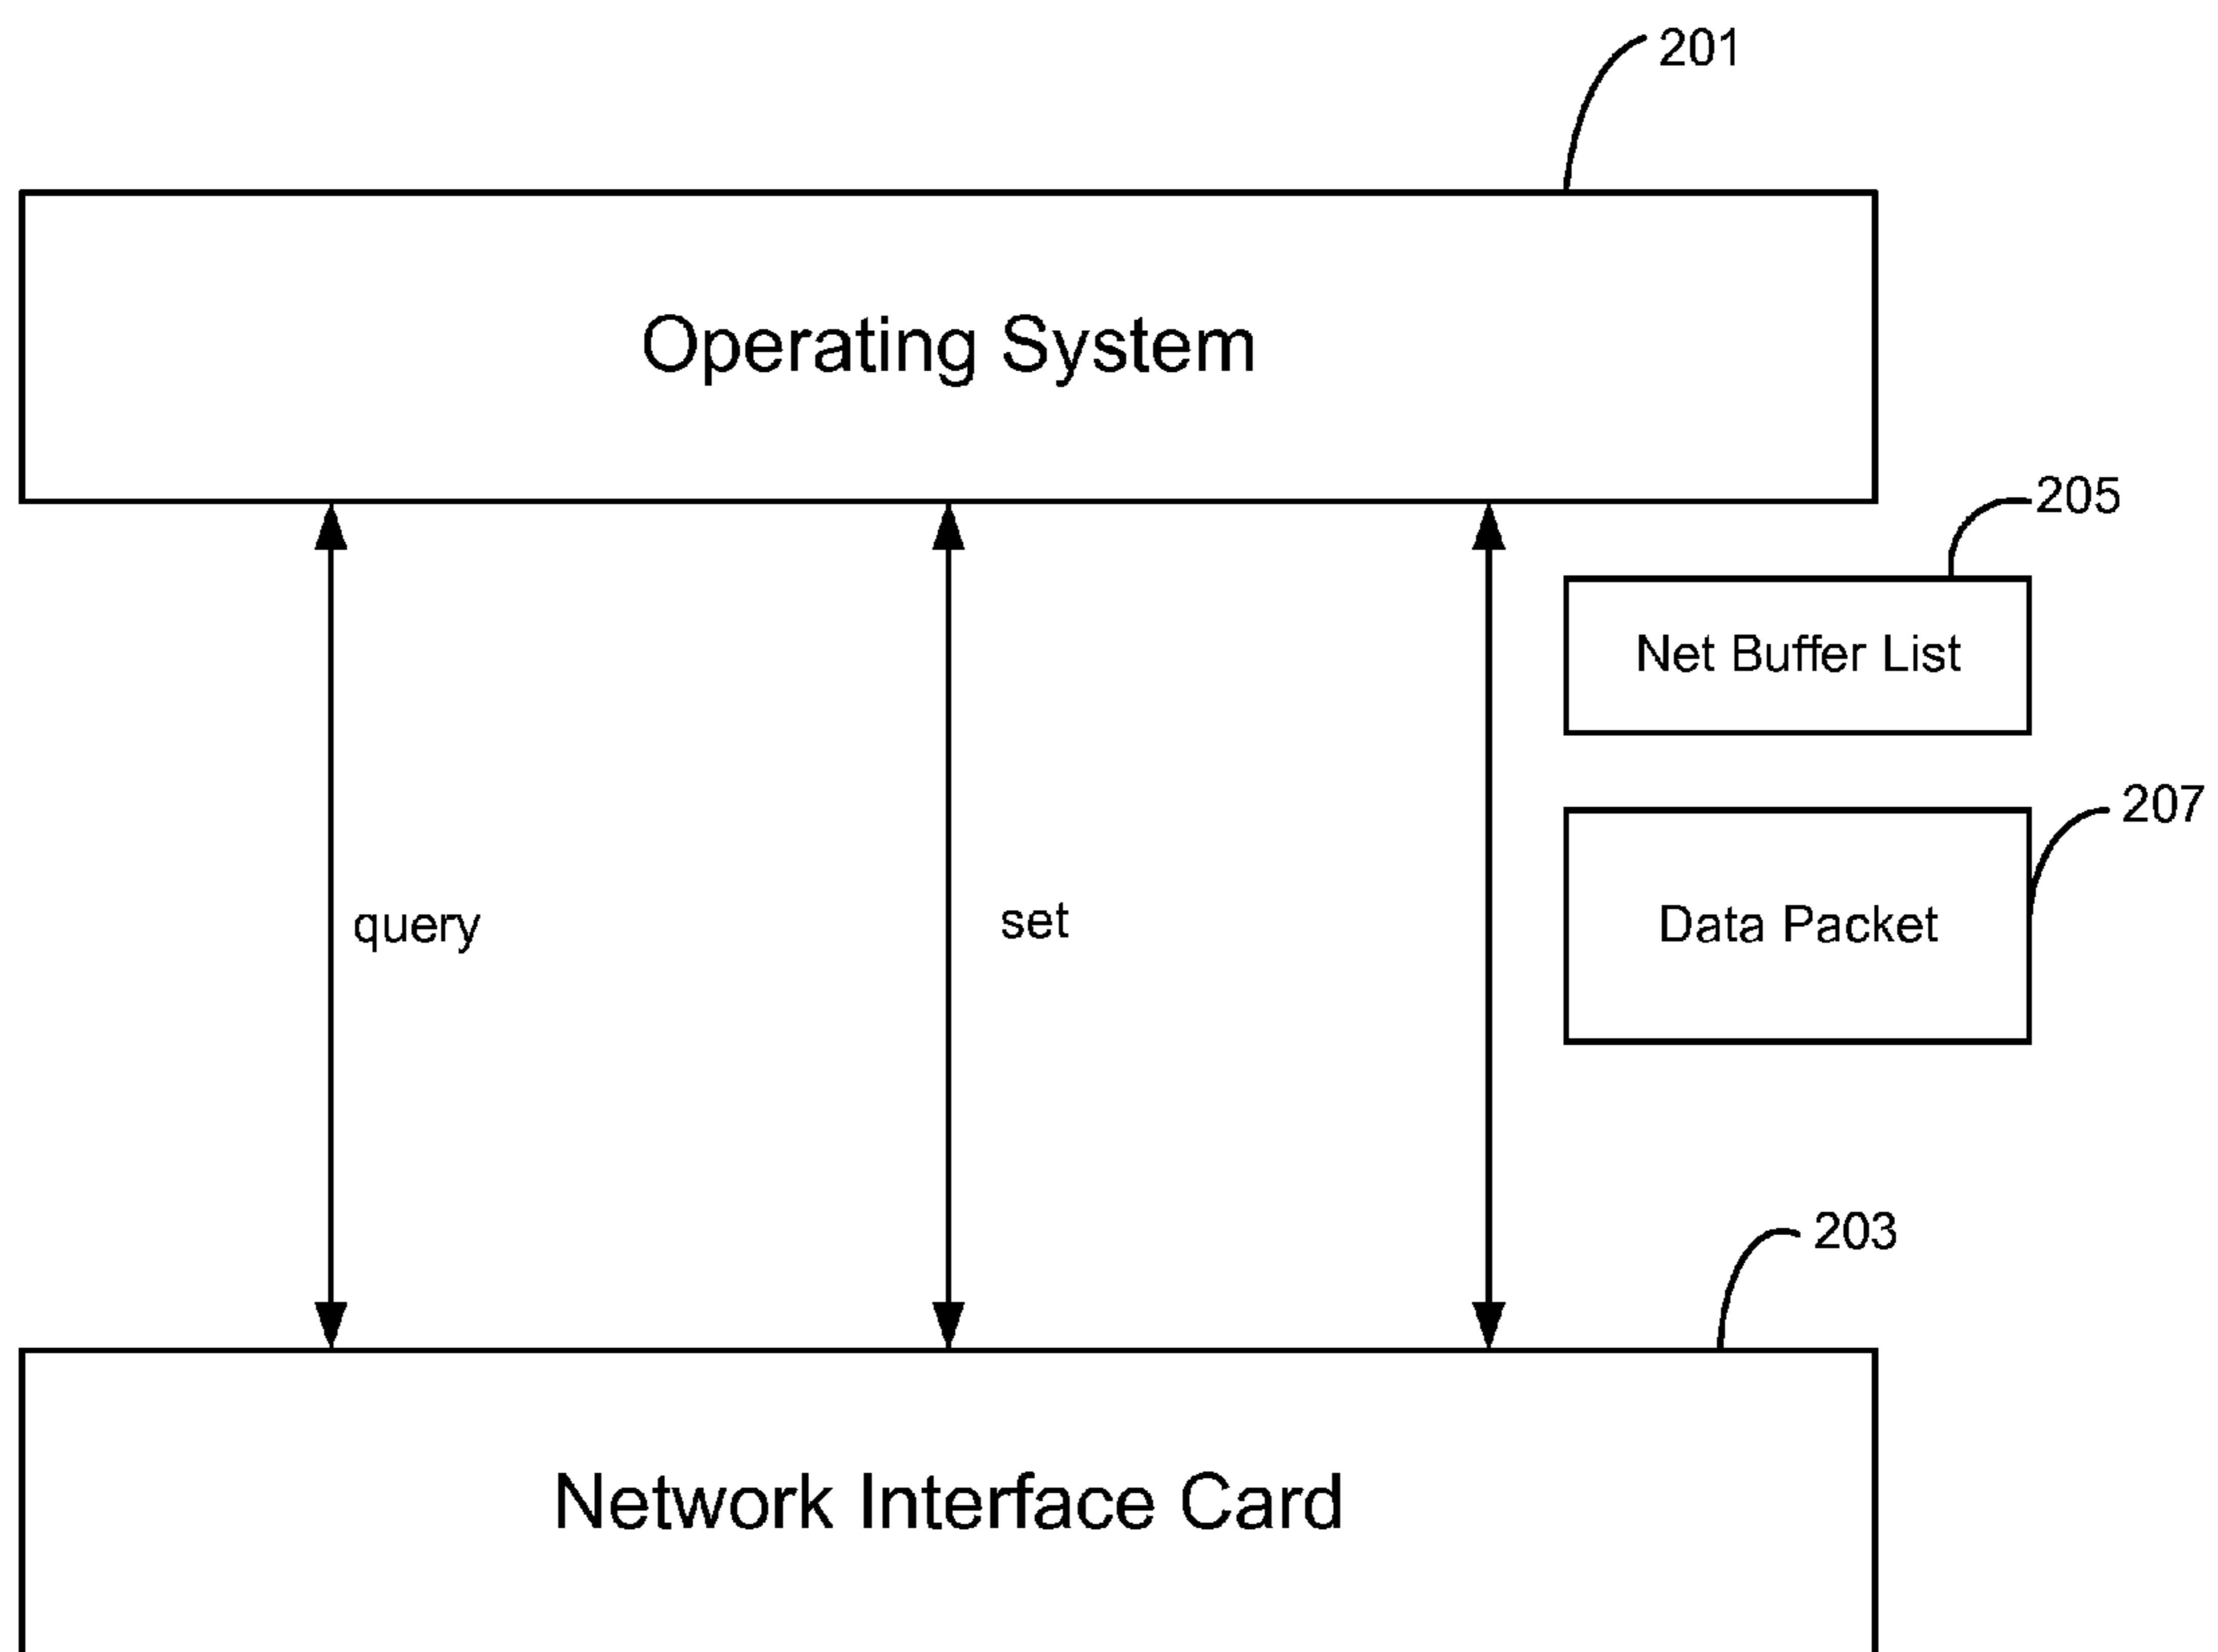 201
Operating System
205
Net Buffer List
207
query
set
Data Packet
203
Network Interface Card